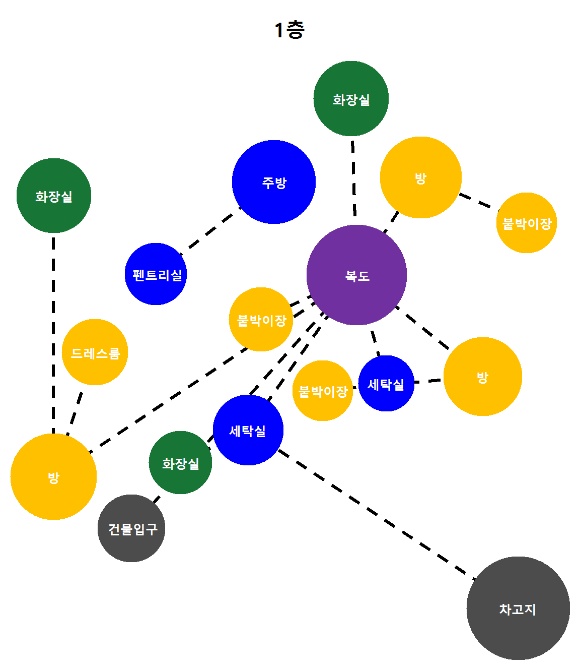 1층
화장실
방
주방
화장실
붙박이장
펜트리실
복도
붙박이장
드레스룸
방
세탁실
붙박이장
세탁실
화장실
방
건물입구
차고지